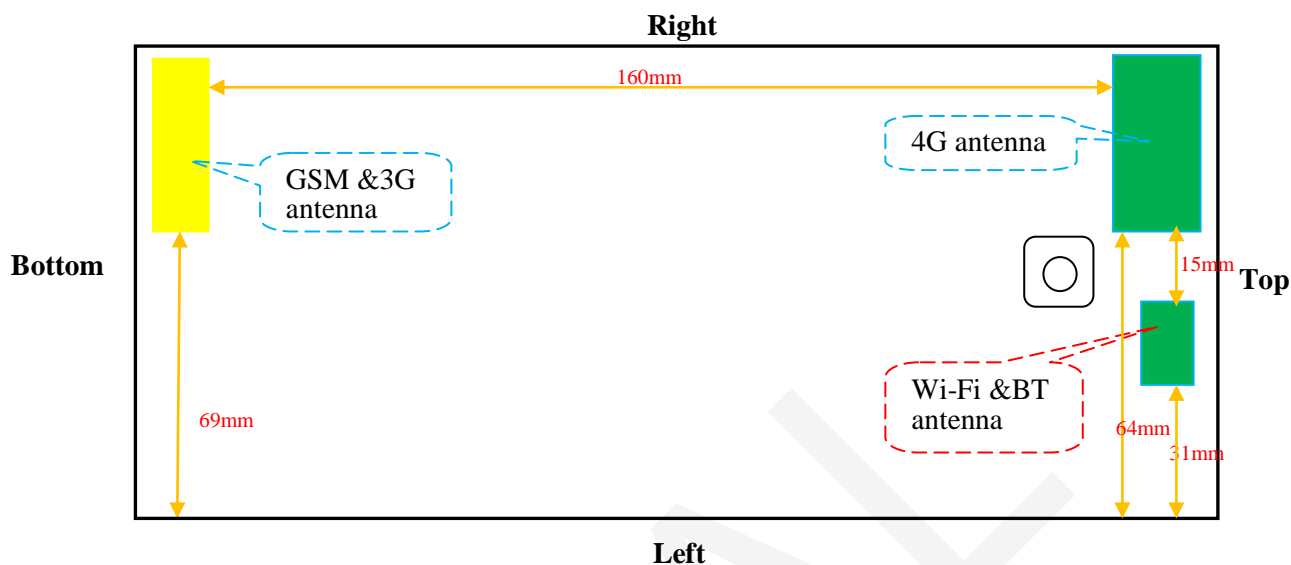 Right
160mm
4G antenna
GSM &3G
antenna
Bottom
15mm
Top
Wi-Fi &BT
antenna
69mm
64mm
31mm
Left